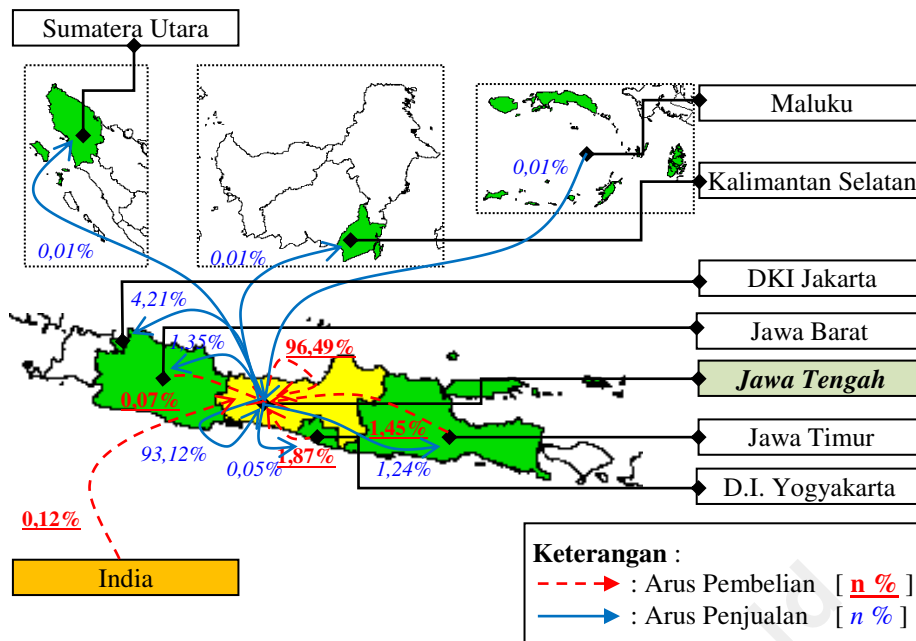 Sumatera Utara
Maluku
0,01%
Kalimantan Selatan
0,01%
0,01%
DKI Jakarta
4,21%
Jawa Barat
1,35%
96,49%
Jawa Tengah
0,07%
1,45%
Jawa Timur
93,12%
0,05%
1,87%
1,24%
D.I. Yogyakarta
0,12%
India
Keterangan :
: Arus Pembelian [ n % ]
: Arus Penjualan [ n % ]